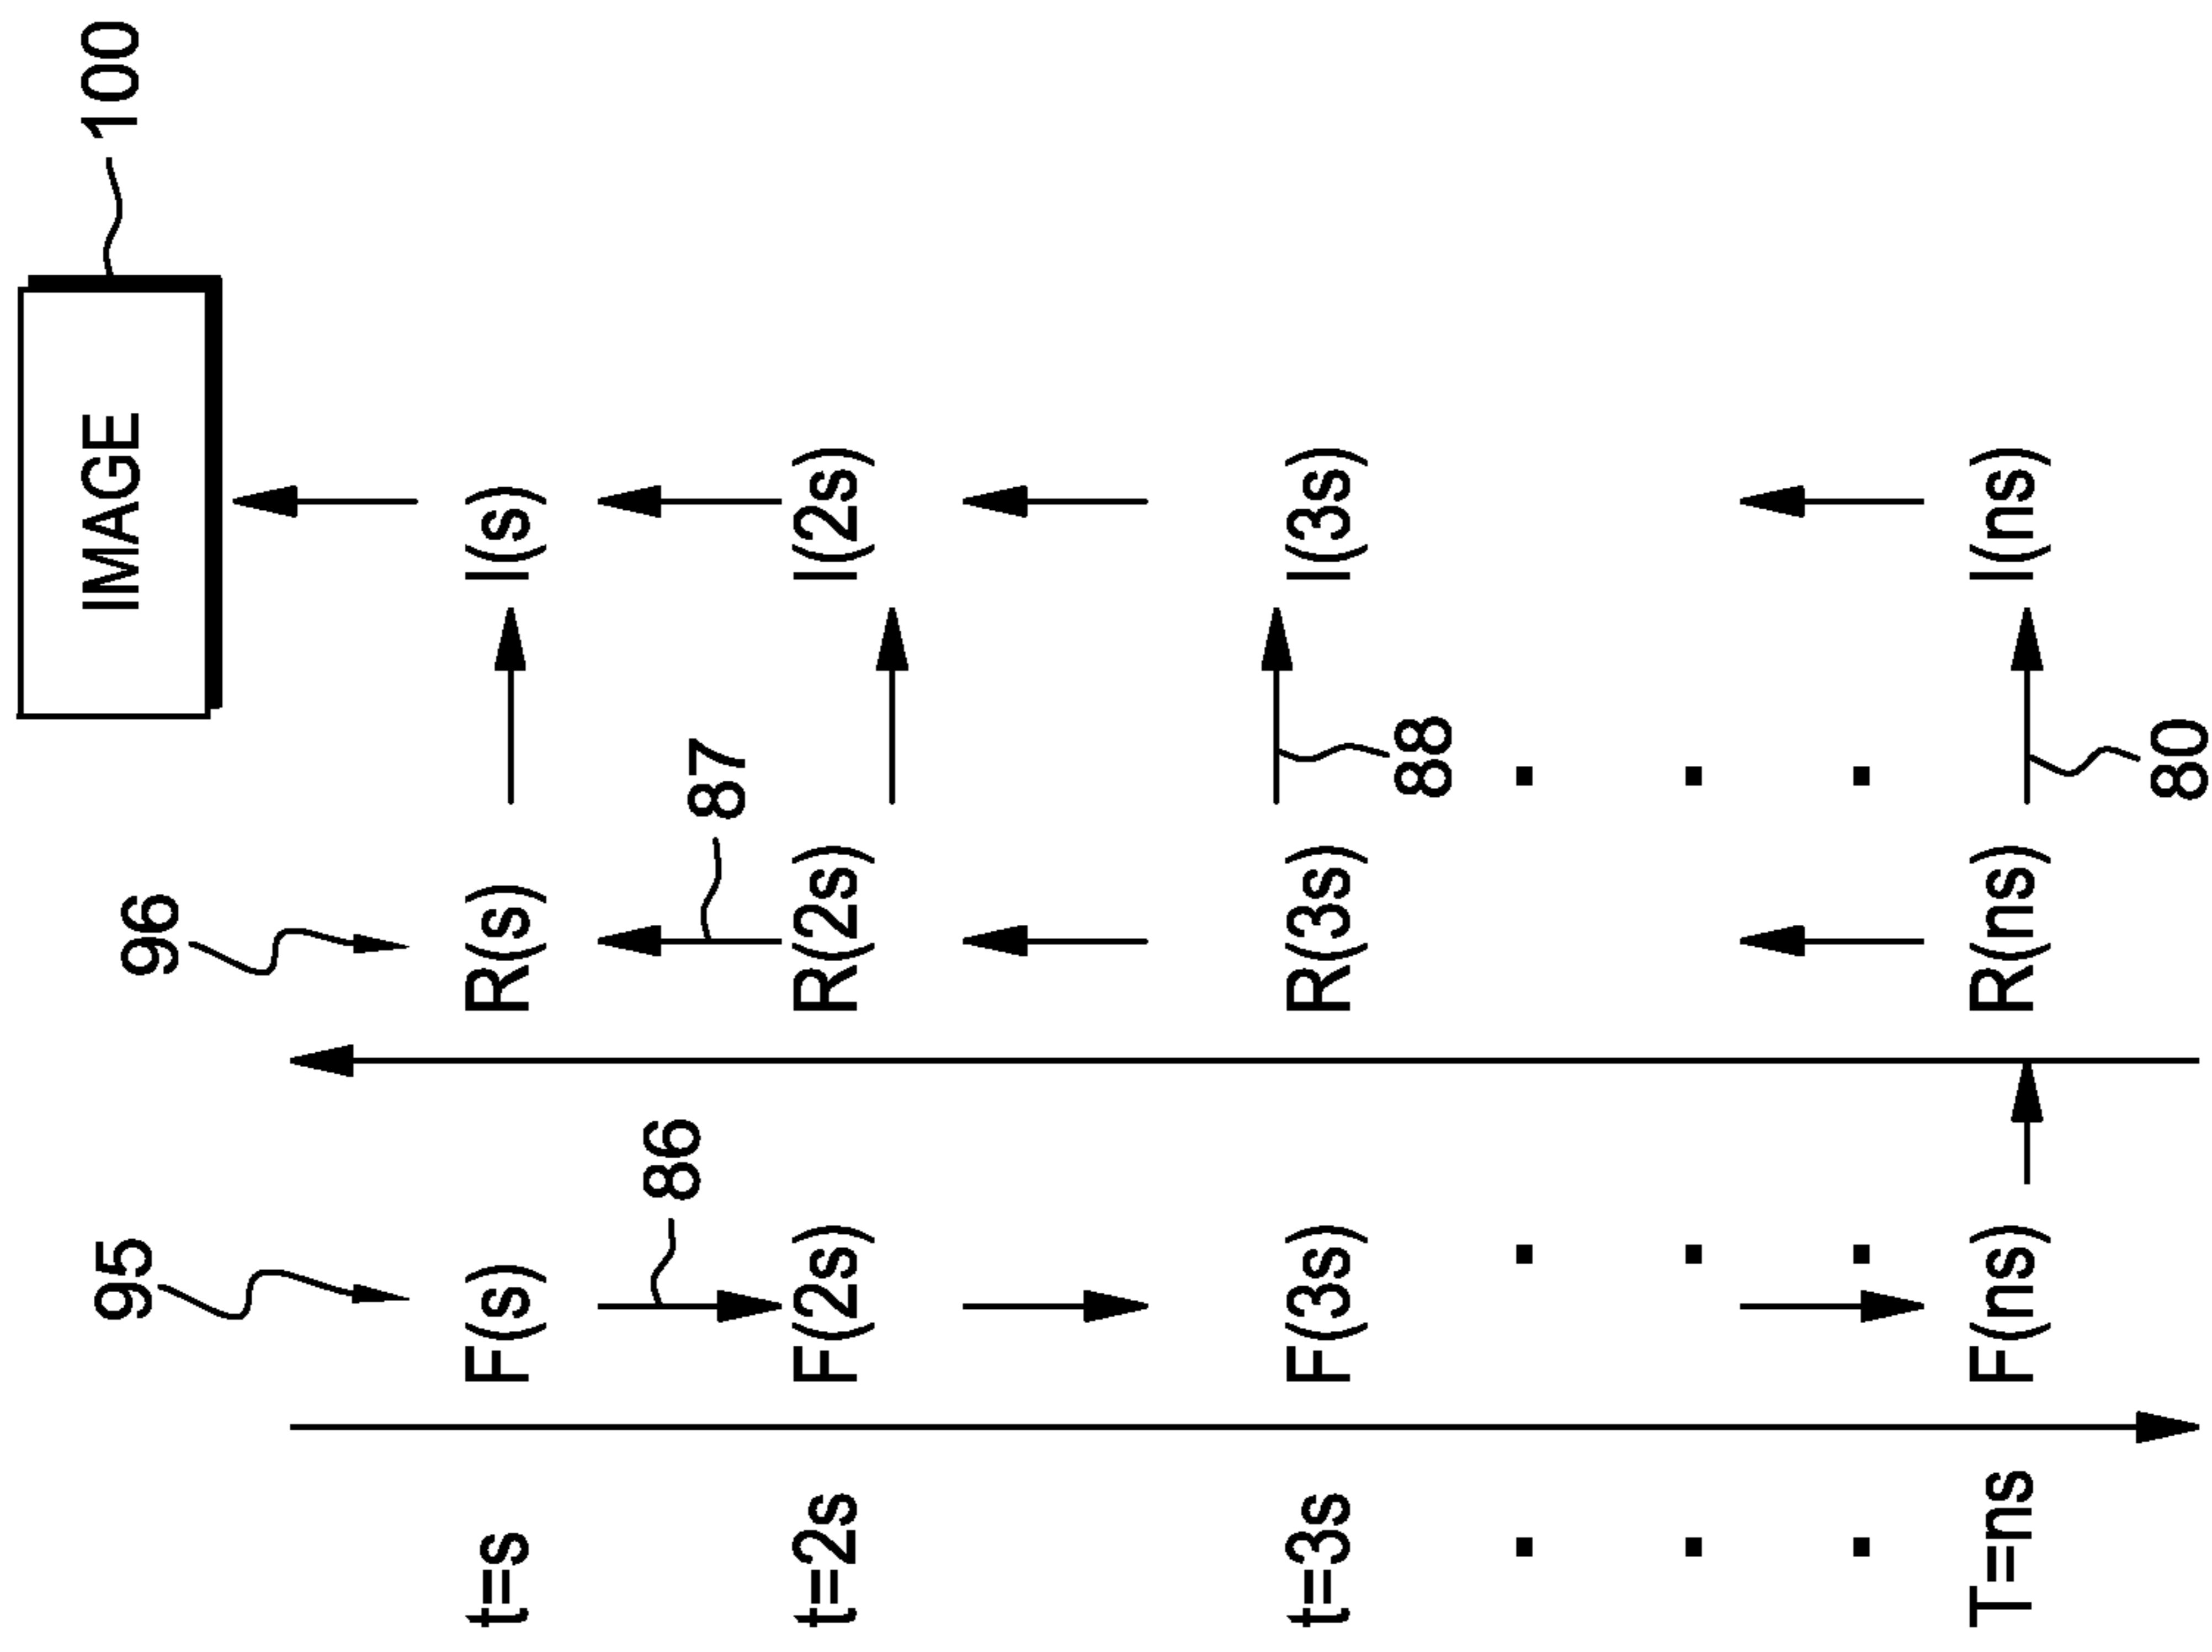 95 96 IMAGE 100
t=s F(s) R(s) I(s)
86 87
t=2s F(2s) R(2s) I(2s)
t=3s F(3s) R(3s) I(3s)
88
. . .
. . .
. . .
T=ns F(ns) R(ns) I(ns)
80